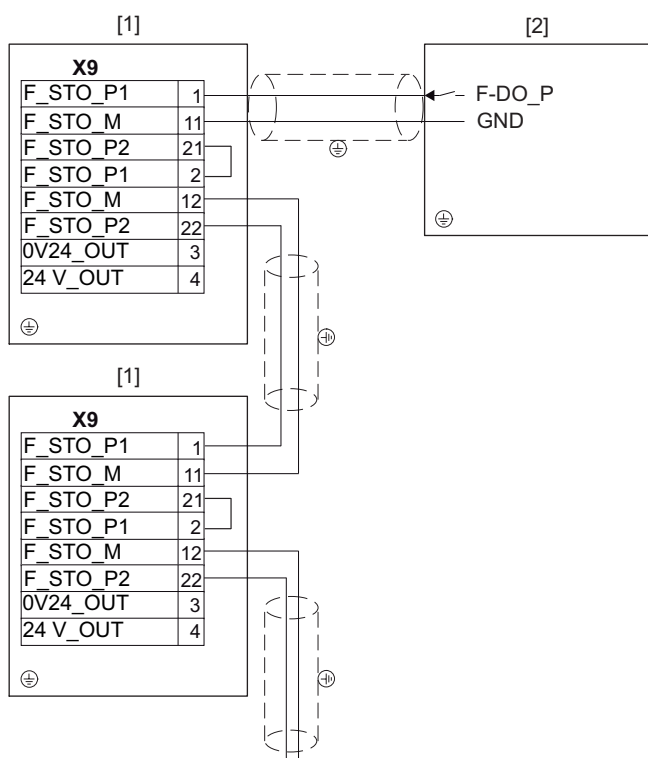 [1]
[2]
X9
F_STO_P1 1
F_STO_M 11
F_STO_P2 21
F_STO_P1 2
F_STO_M 12
F_STO_P2 22
0V24_OUT 3
24 V_OUT 4
F-DO_P
GND
[1]
X9
F_STO_P1 1
F_STO_M 11
F_STO_P2 21
F_STO_P1 2
F_STO_M 12
F_STO_P2 22
0V24_OUT 3
24 V_OUT 4